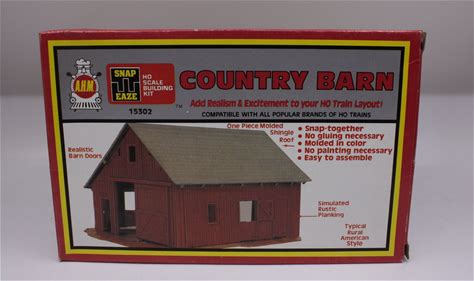 A.H.M.
SNAP
EAZE
HO
SCALE
BUILDING
KIT
15302
COUNTRY BARN
TM
Add Realism & Excitement to your HO Train Layout!
COMPATIBLE WITH ALL POPULAR BRANDS OF HO TRAINS
One Piece Molded
Shingle
Roof
• Snap-together
• No gluing necessary
• Molded in color
• No painting necessary
• Easy to assemble
Realistic
Barn Doors
Simulated
Rustic
Planking
Typical
Rural
American
Style